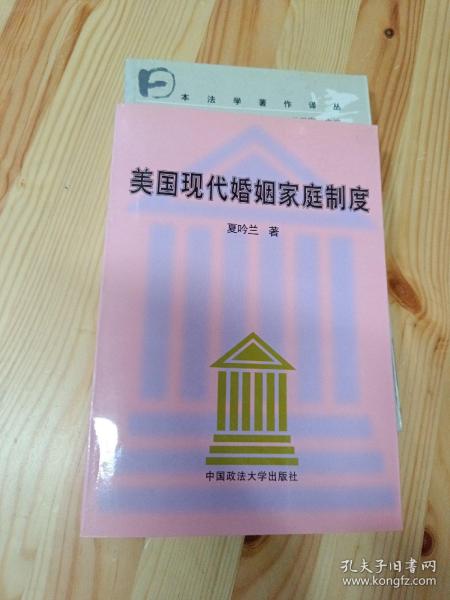 日
本法学著作译丛
美国现代婚姻家庭制度
夏吟兰 著
中国政法大学出版社
孔夫子旧书网
www.kongfz.com